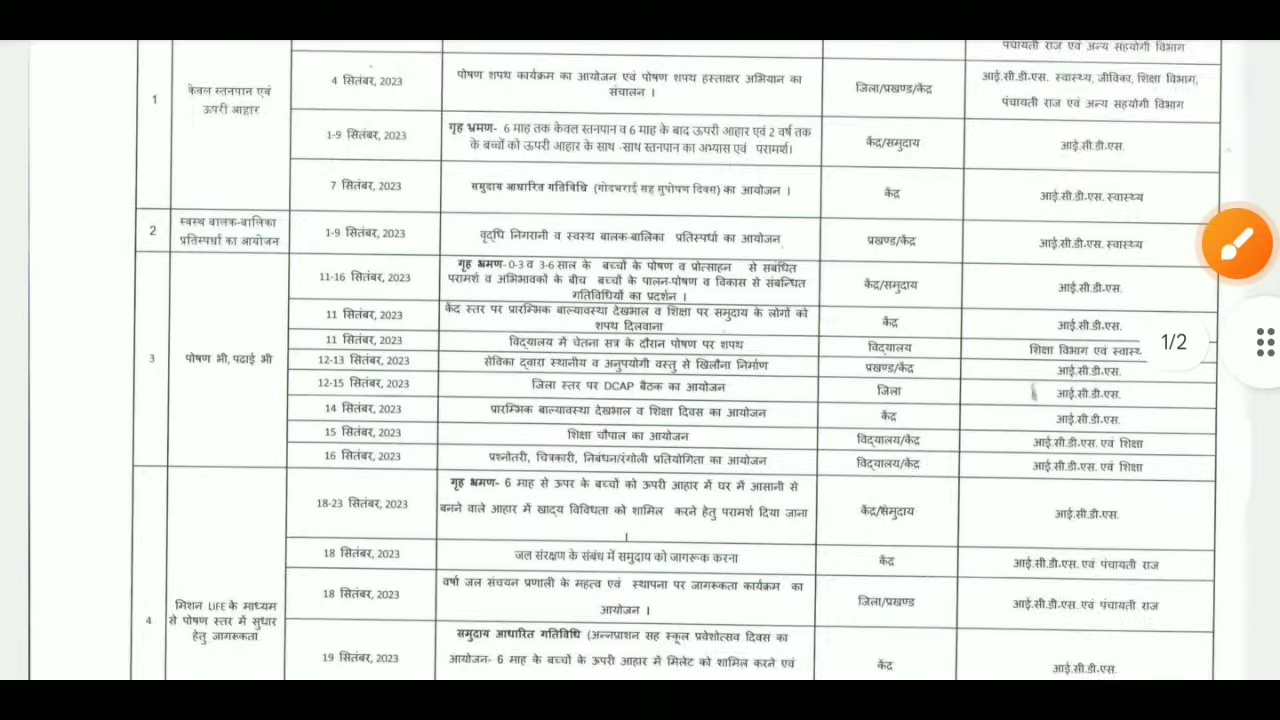 पंचायती राज एवं अन्य सहयोगी विभाग
1
केवल स्तनपान एवं
ऊपरी आहार
4 सितंबर, 2023
पोषण शपथ कार्यक्रम का आयोजन एवं पोषण शपथ हस्ताक्षर अभियान का
संचालन ।
जिला/प्रखण्ड/केंद्र
आई.सी.डी.एस. स्वास्थ्य, जीविका, शिक्षा विभाग,
पंचायती राज एवं अन्य सहयोगी विभाग
1-9 सितंबर, 2023
गृह भ्रमण- 6 माह तक केवल स्तनपान व 6 माह के बाद ऊपरी आहार एवं 2 वर्ष तक
के बच्चों को ऊपरी आहार के साथ -साथ स्तनपान का अभ्यास एवं परामर्श।
केंद्र/समुदाय
आई.सी.डी.एस.
7 सितंबर, 2023
समुदाय आधारित गतिविधि (गोदभराई सह सुपोषण दिवस) का आयोजन ।
केंद्र
आई.सी.डी.एस. स्वास्थ्य
2
स्वस्थ बालक-बालिका
प्रतिस्पर्धा का आयोजन
1-9 सितंबर, 2023
वृद्धि निगरानी व स्वस्थ बालक-बालिका प्रतिस्पर्धा का आयोजन
प्रखण्ड/केंद्र
आई.सी.डी.एस. स्वास्थ्य
3
पोषण भी, पढाई भी
11-16 सितंबर, 2023
गृह भ्रमण- 0-3 व 3-6 साल के बच्चों के पोषण व प्रोत्साहन से सबंधित
परामर्श व अभिभावकों के बीच बच्चों के पालन-पोषण व विकास से संबन्धित
गतिविधियों का प्रदर्शन ।
केंद्र/समुदाय
आई.सी.डी.एस.
11 सितंबर, 2023
केंद स्तर पर प्रारम्भिक बाल्यावस्था देखभाल व शिक्षा पर समुदाय के लोगों को
शपथ दिलवाना
केंद्र
आई.सी.डी.एस.
11 सितंबर, 2023
विद्यालय में चेतना सत्र के दौरान पोषण पर शपथ
विद्यालय
शिक्षा विभाग एवं स्वास्थ
1/2
12-13 सितंबर, 2023
सेविका द्वारा स्थानीय व अनुपयोगी वस्तु से खिलौना निर्माण
प्रखण्ड/केंद्र
आई.सी.डी.एस.
12-15 सितंबर, 2023
जिला स्तर पर DCAP बैठक का आयोजन
जिला
आई.सी.डी.एस.
14 सितंबर, 2023
प्रारम्भिक बाल्यावस्था देखभाल व शिक्षा दिवस का आयोजन
केंद्र
आई.सी.डी.एस.
15 सितंबर, 2023
शिक्षा चौपाल का आयोजन
विद्यालय/केंद्र
आई.सी.डी.एस. एवं शिक्षा
16 सितंबर, 2023
प्रश्नोतरी, चित्रकारी, निबंधन/रंगोली प्रतियोगिता का आयोजन
विद्यालय/केंद्र
आई.सी.डी.एस. एवं शिक्षा
4
मिशन LIFE के माध्यम
से पोषण स्तर में सुधार
हेतु जागरूकता
18-23 सितंबर, 2023
गृह भ्रमण- 6 माह से ऊपर के बच्चों को ऊपरी आहार में घर में आसानी से
बनने वाले आहार में खाद्य विविधता को शामिल करने हेतु परामर्श दिया जाना
।
केंद्र/समुदाय
आई.सी.डी.एस.
18 सितंबर, 2023
जल संरक्षण के संबंध में समुदाय को जागरूक करना
केंद्र
आई.सी.डी.एस. एवं पंचायती राज
18 सितंबर, 2023
वर्षा जल संचयन प्रणाली के महत्व एवं स्थापना पर जागरूकता कार्यक्रम का
आयोजन ।
जिला/प्रखण्ड
आई.सी.डी.एस. एवं पंचायती राज
19 सितंबर, 2023
समुदाय आधारित गतिविधि (अन्नप्राशन सह स्कूल प्रवेशोत्सव दिवस का
आयोजन- 6 माह के बच्चों के ऊपरी आहार में मिलेट को शामिल करने एवं
केंद्र
आई.सी.डी.एस.